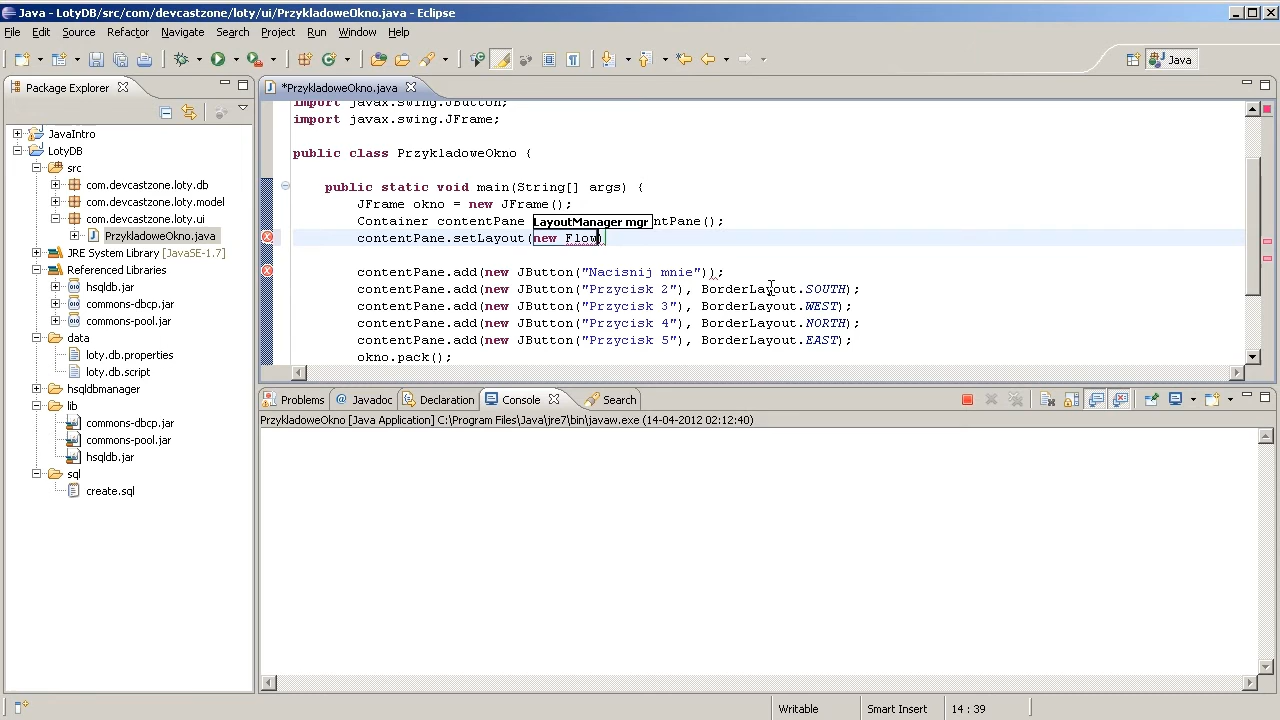 Java - LotyDB/src/com/devcastzone/loty/ui/PrzykladoweOkno.java - Eclipse
File Edit Source Refactor Navigate Search Project Run Window Help
Java
Package Explorer
*PrzykladoweOkno.java
JavaIntro
LotyDB
src
com.devcastzone.loty.db
com.devcastzone.loty.model
com.devcastzone.loty.ui
PrzykladoweOkno.java
JRE System Library [JavaSE-1.7]
Referenced Libraries
hsqldb.jar
commons-dbcp.jar
commons-pool.jar
data
loty.db.properties
loty.db.script
hsqldbmanager
lib
commons-dbcp.jar
commons-pool.jar
hsqldb.jar
sql
create.sql
import javax.swing.JButton;
import javax.swing.JFrame;
public class PrzykladoweOkno {
public static void main(String[] args) {
JFrame okno = new JFrame();
Container contentPane LayoutManager mgr ntPane();
contentPane.setLayout(new Flow)
contentPane.add(new JButton("Nacisnij mnie"));
contentPane.add(new JButton("Przycisk 2"), BorderLayout.SOUTH);
contentPane.add(new JButton("Przycisk 3"), BorderLayout.WEST);
contentPane.add(new JButton("Przycisk 4"), BorderLayout.NORTH);
contentPane.add(new JButton("Przycisk 5"), BorderLayout.EAST);
okno.pack();
Problems Javadoc Declaration Console Search
PrzykladoweOkno [Java Application] C:\Program Files\Java\jre7\bin\javaw.exe (14-04-2012 02:12:40)
Writable Smart Insert 14 : 39